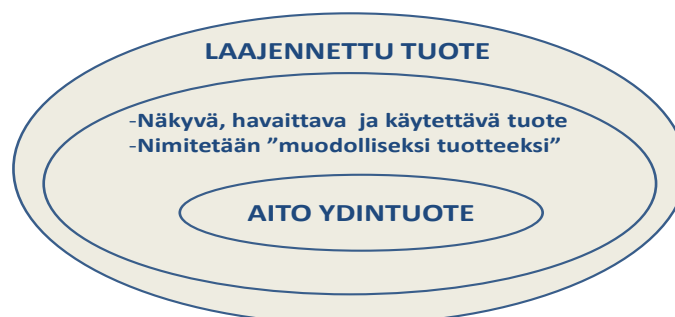 LAAJENNETTU TUOTE
-Näkyvä, havaittava ja käytettävä tuote
-Nimitetään ”muodolliseksi tuotteeksi”
AITO YDINTUOTE